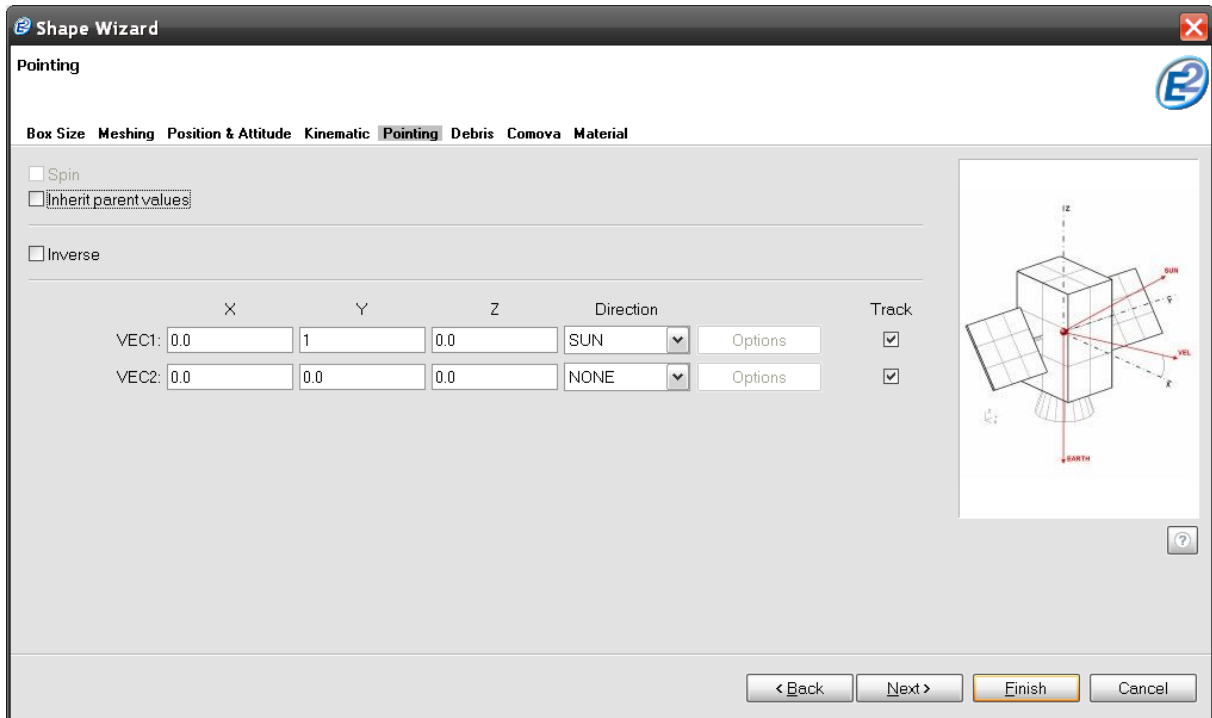 Shape Wizard
Pointing
Box Size Meshing Position & Attitude Kinematic Pointing Debris Comova Material
Spin
Inherit parent values
Inverse
X Y Z Direction Track
VEC1: 0.0 1 0.0 SUN Options
VEC2: 0.0 0.0 0.0 NONE Options
Z
SUN
VEL
X
EARTH
?
< Back Next > Finish Cancel